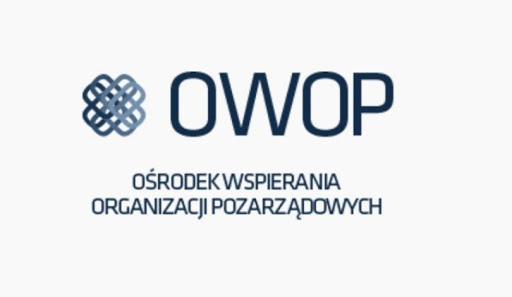 OWOP
OŚRODEK WSPIERANIA
ORGANIZACJI POZARZĄDOWYCH